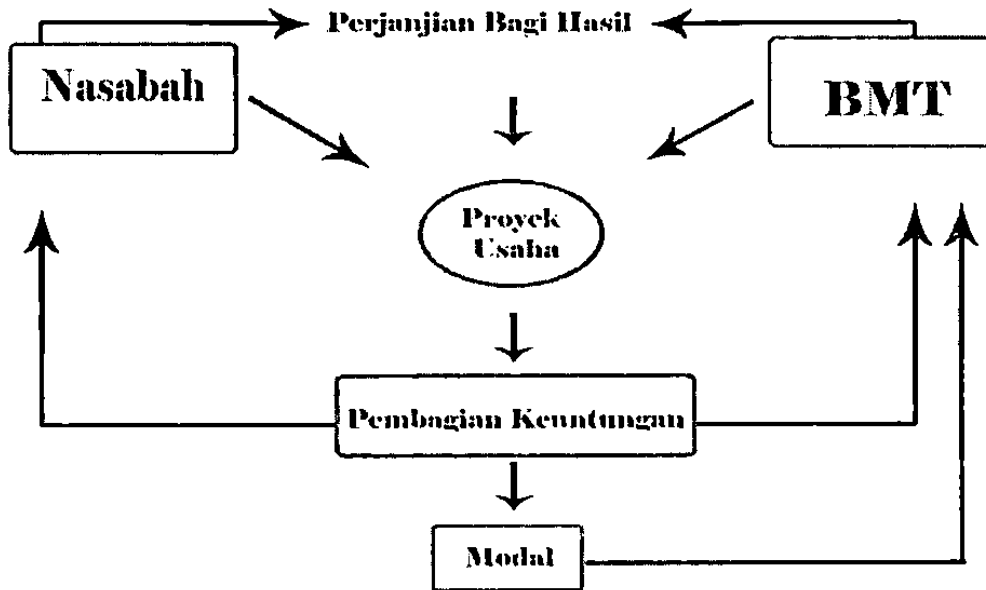 Perjanjian Bagi Hasil
Nasabah
BMT
Proyek
Usaha
Pembagian Keuntungan
Modal